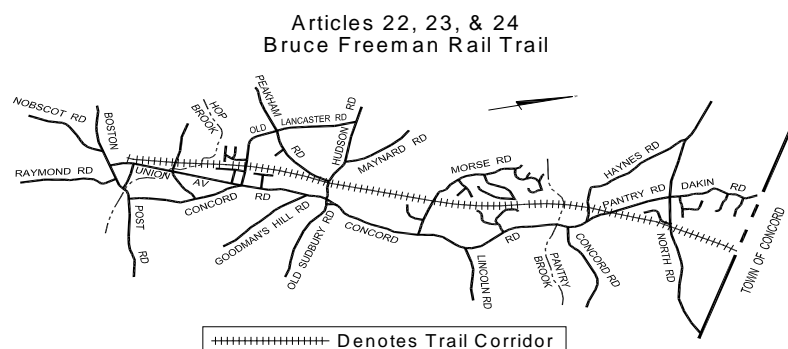 Articles 22, 23, & 24
Bruce Freeman Rail Trail
NOBSCOT RD
BOSTON
POST
RD
RAYMOND RD
UNION
AV
HOP
BROOK
PEAKHAM
RD
OLD LANCASTER RD
HUDSON
RD
MAYNARD RD
CONCORD RD
GOODMAN'S HILL RD
OLD SUDBURY RD
CONCORD
RD
MORSE RD
LINCOLN RD
PANTRY
BROOK
CONCORD
RD
HAYNES RD
PANTRY RD
DAKIN RD
NORTH RD
TOWN OF CONCORD
Denotes Trail Corridor